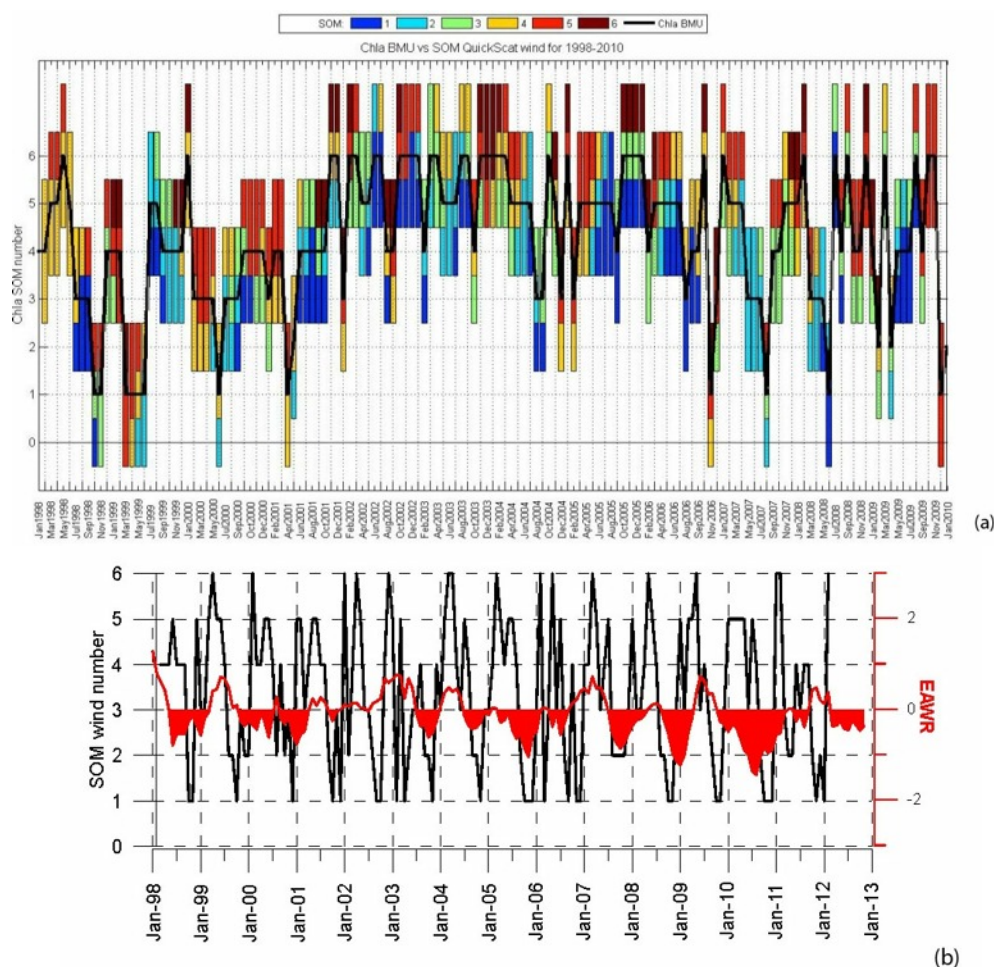 SOM: 1 2 3 4 5 6 Chla BMU
Chla BMU vs SOM QuickScat wind for 1998-2010
Chla SOM number
6
5
4
3
2
1
0
Jan1998
Mar1998
May1998
Jul1998
Sep1998
Nov1998
Jan1999
Mar1999
May1999
Jul1999
Sep1999
Nov1999
Jan2000
Mar2000
May2000
Jul2000
Sep2000
Oct2000
Dec2000
Feb2001
Apr2001
Jun2001
Aug2001
Oct2001
Dec2001
Feb2002
Apr2002
Jun2002
Aug2002
Oct2002
Dec2002
Feb2003
Apr2003
Jun2003
Aug2003
Oct2003
Dec2003
Feb2004
Apr2004
Jun2004
Aug2004
Oct2004
Dec2004
Feb2005
Apr2005
Jun2005
Aug2005
Oct2005
Dec2005
Feb2006
Apr2006
Jun2006
Aug2006
Sep2006
Nov2006
Jan2007
Mar2007
May2007
Jul2007
Sep2007
Nov2007
Jan2008
Mar2008
May2008
Jul2008
Sep2008
Nov2008
Jan2009
Mar2009
May2009
Jul2009
Sep2009
Nov2009
Jan2010
(a)
SOM wind number
6
5
4
3
2
1
0
2
0
-2
EAWR
Jan-98
Jan-99
Jan-00
Jan-01
Jan-02
Jan-03
Jan-04
Jan-05
Jan-06
Jan-07
Jan-08
Jan-09
Jan-10
Jan-11
Jan-12
Jan-13
(b)